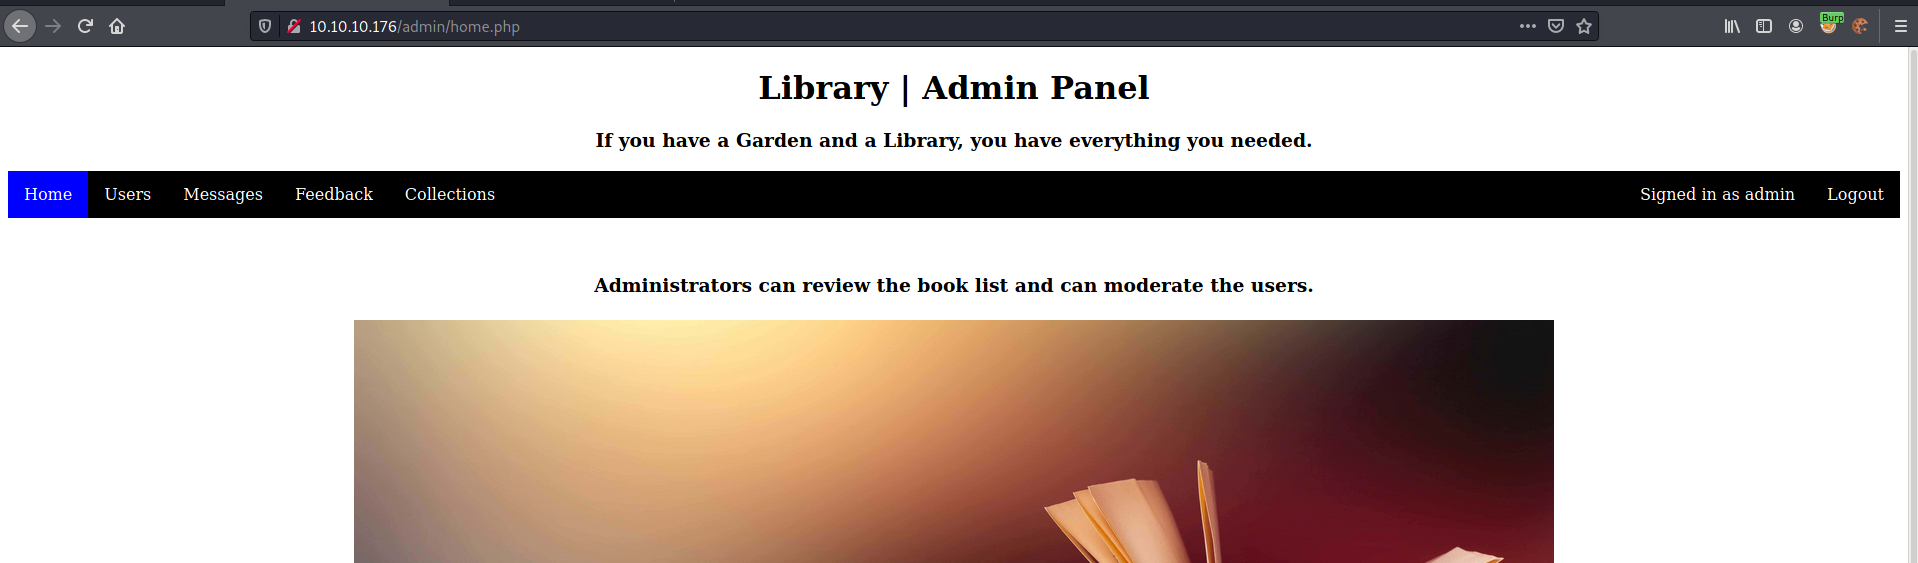 10.10.10.176/admin/home.php
Burp
Library | Admin Panel
If you have a Garden and a Library, you have everything you needed.
Home Users Messages Feedback Collections Signed in as admin Logout
Administrators can review the book list and can moderate the users.